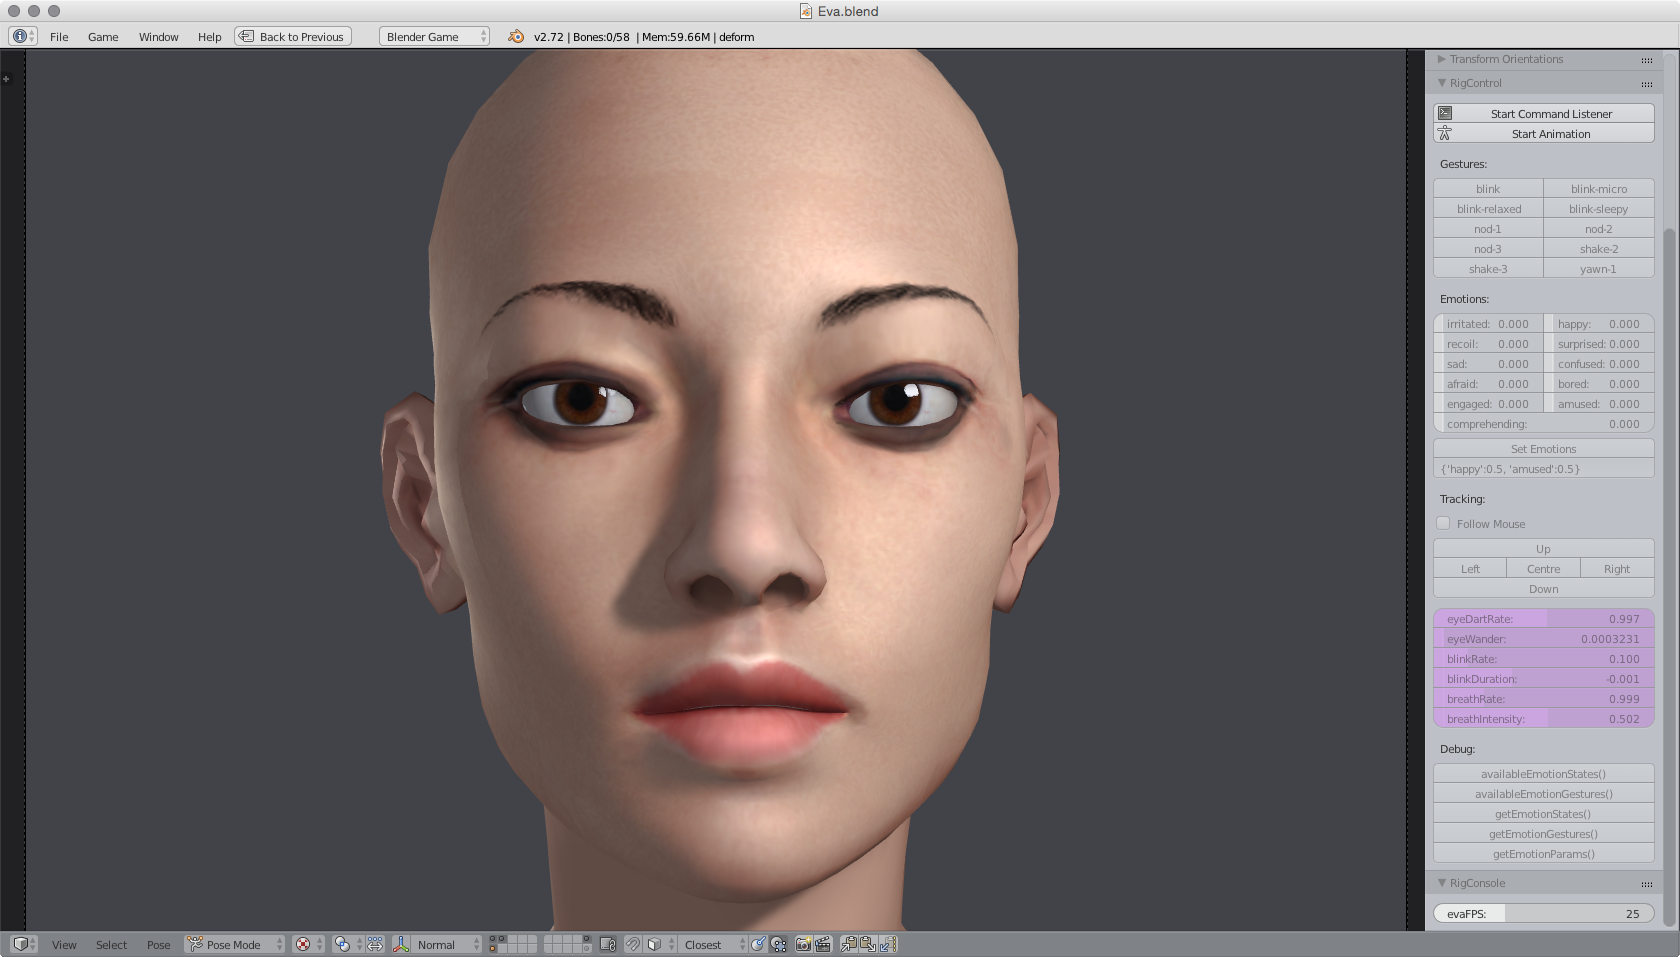 Eva.blend
File Game Window Help Back to Previous Blender Game v2.72 | Bones:0/58 | Mem:59.66M | deform
Transform Orientations
RigControl
Start Command Listener
Start Animation
Gestures:
blink blink-micro
blink-relaxed blink-sleepy
nod-1 nod-2
nod-3 shake-2
shake-3 yawn-1
Emotions:
irritated: 0.000 happy: 0.000
recoil: 0.000 surprised: 0.000
sad: 0.000 confused: 0.000
afraid: 0.000 bored: 0.000
engaged: 0.000 amused: 0.000
comprehending: 0.000
Set Emotions
{'happy':0.5, 'amused':0.5}
Tracking:
Follow Mouse
Up
Left Centre Right
Down
eyeDartRate: 0.997
eyeWander: 0.0003231
blinkRate: 0.100
blinkDuration: -0.001
breathRate: 0.999
breathIntensity: 0.502
Debug:
availableEmotionStates()
availableEmotionGestures()
getEmotionStates()
getEmotionGestures()
getEmotionParams()
RigConsole
evaFPS: 25
View Select Pose Pose Mode Normal Closest